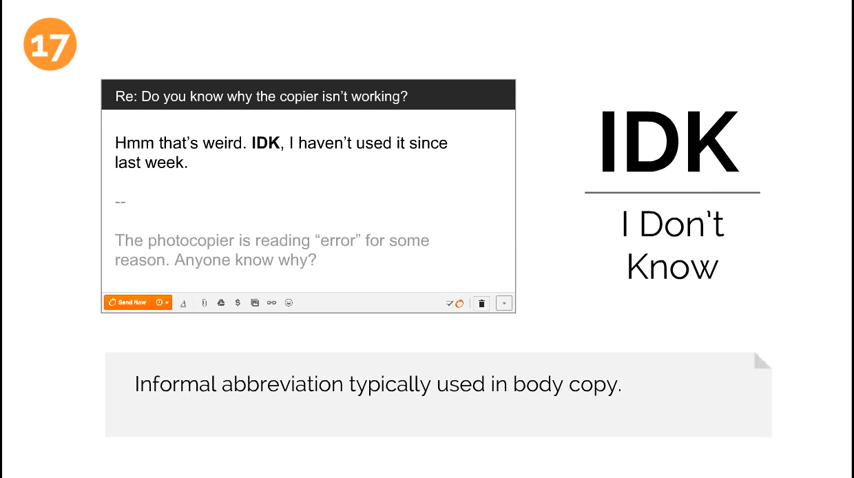 17
Re: Do you know why the copier isn't working?
Hmm that's weird. IDK, I haven't used it since
last week.
--
The photocopier is reading “error” for some
reason. Anyone know why?
Send Now
IDK
I Don't
Know
Informal abbreviation typically used in body copy.